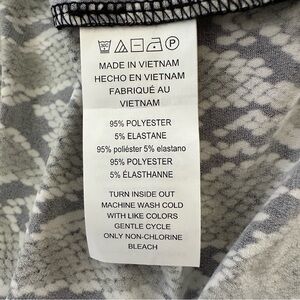 MADE IN VIETNAM
HECHO EN VIETNAM
FABRIQUÉ AU
VIETNAM
95% POLYESTER
5% ELASTANE
95% poliéster 5% elastano
95% POLYESTER
5% ÉLASTHANNE
TURN INSIDE OUT
MACHINE WASH COLD
WITH LIKE COLORS
GENTLE CYCLE
ONLY NON-CHLORINE
BLEACH